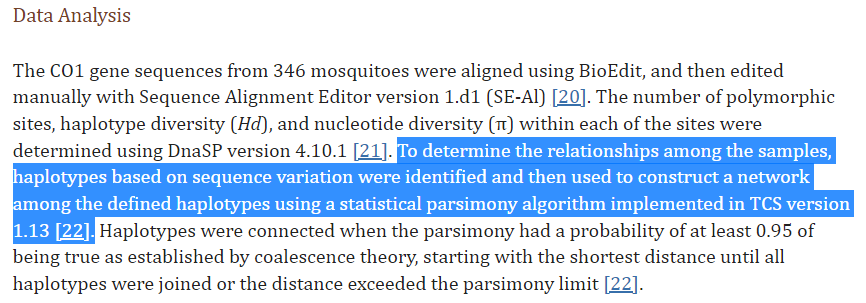 Data Analysis
The CO1 gene sequences from 346 mosquitoes were aligned using BioEdit, and then edited
manually with Sequence Alignment Editor version 1.d1 (SE-Al) [20]. The number of polymorphic
sites, haplotype diversity (Hd), and nucleotide diversity (π) within each of the sites were
determined using DnaSP version 4.10.1 [21]. To determine the relationships among the samples,
haplotypes based on sequence variation were identified and then used to construct a network
among the defined haplotypes using a statistical parsimony algorithm implemented in TCS version
1.13 [22]. Haplotypes were connected when the parsimony had a probability of at least 0.95 of
being true as established by coalescence theory, starting with the shortest distance until all
haplotypes were joined or the distance exceeded the parsimony limit [22].